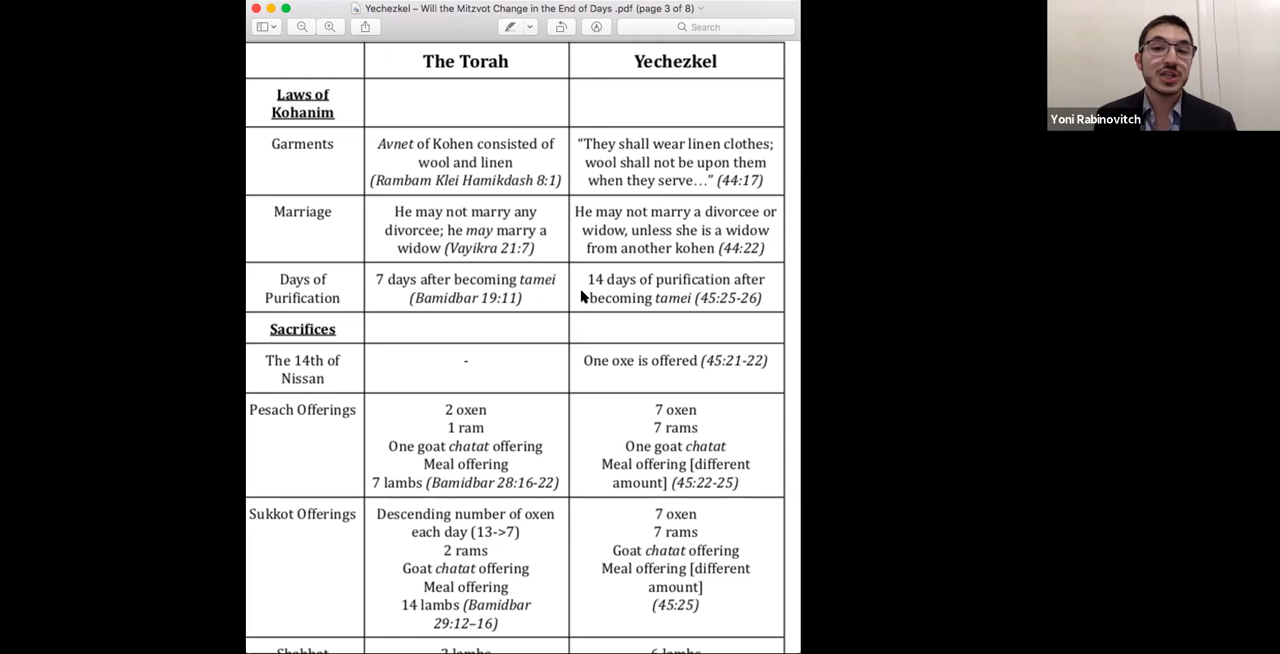 Yechezkel – Will the Mitzvot Change in the End of Days .pdf (page 3 of 8)
Search
The Torah
Yechezkel
Laws of
Kohanim
Garments
Avnet of Kohen consisted of
wool and linen
(Rambam Klei Hamikdash 8:1)
“They shall wear linen clothes;
wool shall not be upon them
when they serve…” (44:17)
Marriage
He may not marry any
divorcee; he may marry a
widow (Vayikra 21:7)
He may not marry a divorcee or
widow, unless she is a widow
from another kohen (44:22)
Days of
Purification
7 days after becoming tamei
(Bamidbar 19:11)
14 days of purification after
becoming tamei (45:25-26)
Sacrifices
The 14th of
Nissan
-
One oxe is offered (45:21-22)
Pesach Offerings
2 oxen
1 ram
One goat chatat offering
Meal offering
7 lambs (Bamidbar 28:16-22)
7 oxen
7 rams
One goat chatat
Meal offering [different
amount] (45:22-25)
Sukkot Offerings
Descending number of oxen
each day (13->7)
2 rams
Goat chatat offering
Meal offering
14 lambs (Bamidbar
29:12–16)
7 oxen
7 rams
Goat chatat offering
Meal offering [different
amount]
(45:25)
Shabbat
2 lambs
6 lambs
Yoni Rabinovitch